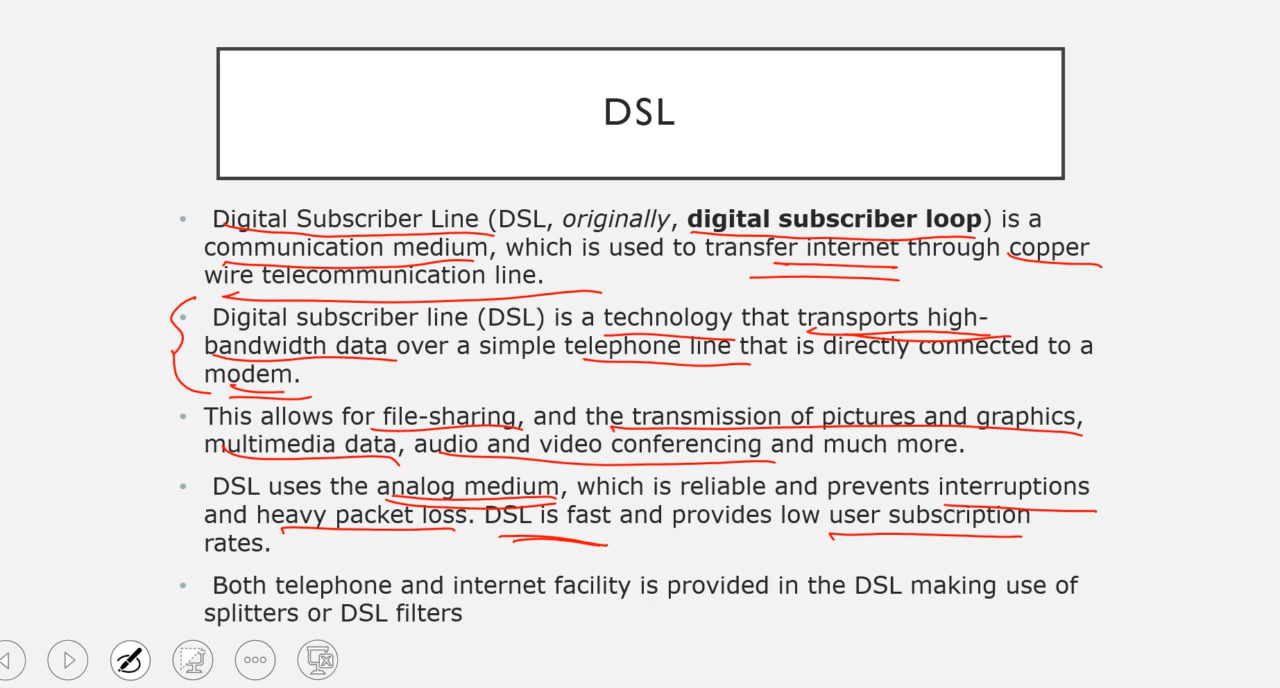 DSL
Digital Subscriber Line (DSL, originally, digital subscriber loop) is a
communication medium, which is used to transfer internet through copper
wire telecommunication line.
Digital subscriber line (DSL) is a technology that transports high-
bandwidth data over a simple telephone line that is directly connected to a
modem.
This allows for file-sharing, and the transmission of pictures and graphics,
multimedia data, audio and video conferencing and much more.
DSL uses the analog medium, which is reliable and prevents interruptions
and heavy packet loss. DSL is fast and provides low user subscription
rates.
Both telephone and internet facility is provided in the DSL making use of
splitters or DSL filters